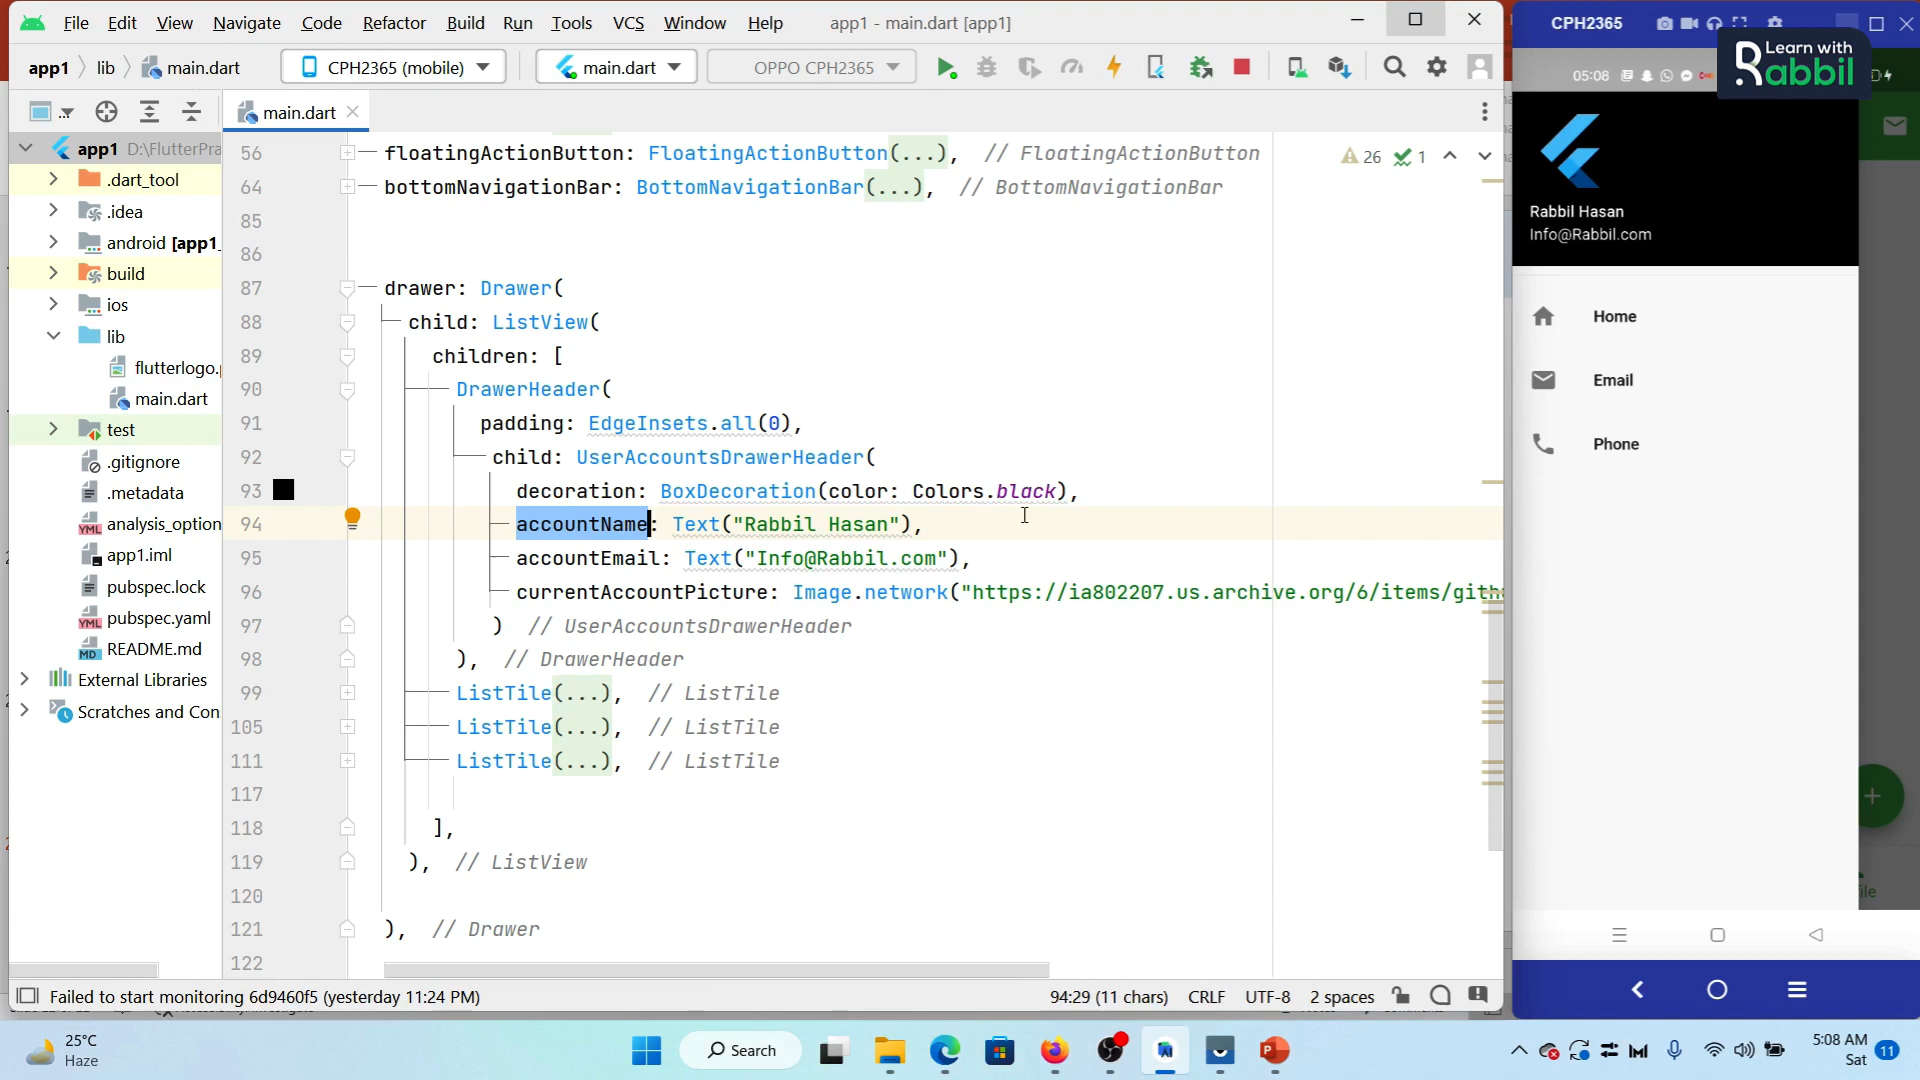 File Edit View Navigate Code Refactor Build Run Tools VCS Window Help app1 - main.dart [app1]
app1 lib main.dart CPH2365 (mobile) main.dart OPPO CPH2365
main.dart
app1 D:\FlutterPra
.dart_tool
.idea
android [app1_
build
ios
lib
flutterlogo.p
main.dart
test
.gitignore
.metadata
analysis_option
app1.iml
pubspec.lock
pubspec.yaml
README.md
External Libraries
Scratches and Con
26 1
56 floatingActionButton: FloatingActionButton(...), // FloatingActionButton
64 bottomNavigationBar: BottomNavigationBar(...), // BottomNavigationBar
85
86
87 drawer: Drawer(
88 child: ListView(
89 children: [
90 DrawerHeader(
91 padding: EdgeInsets.all(0),
92 child: UserAccountsDrawerHeader(
93 decoration: BoxDecoration(color: Colors.black),
94 accountName: Text("Rabbil Hasan"),
95 accountEmail: Text("Info@Rabbil.com"),
96 currentAccountPicture: Image.network("https://ia802207.us.archive.org/6/items/gith
97 ) // UserAccountsDrawerHeader
98 ), // DrawerHeader
99 ListTile(...), // ListTile
105 ListTile(...), // ListTile
111 ListTile(...), // ListTile
117
118 ],
119 ), // ListView
120
121 ), // Drawer
122
Failed to start monitoring 6d9460f5 (yesterday 11:24 PM) 94:29 (11 chars) CRLF UTF-8 2 spaces
CPH2365
Learn with
Rabbil
05:08
Rabbil Hasan
Info@Rabbil.com
Home
Email
Phone
25°C
Haze
Search
5:08 AM
Sat
11